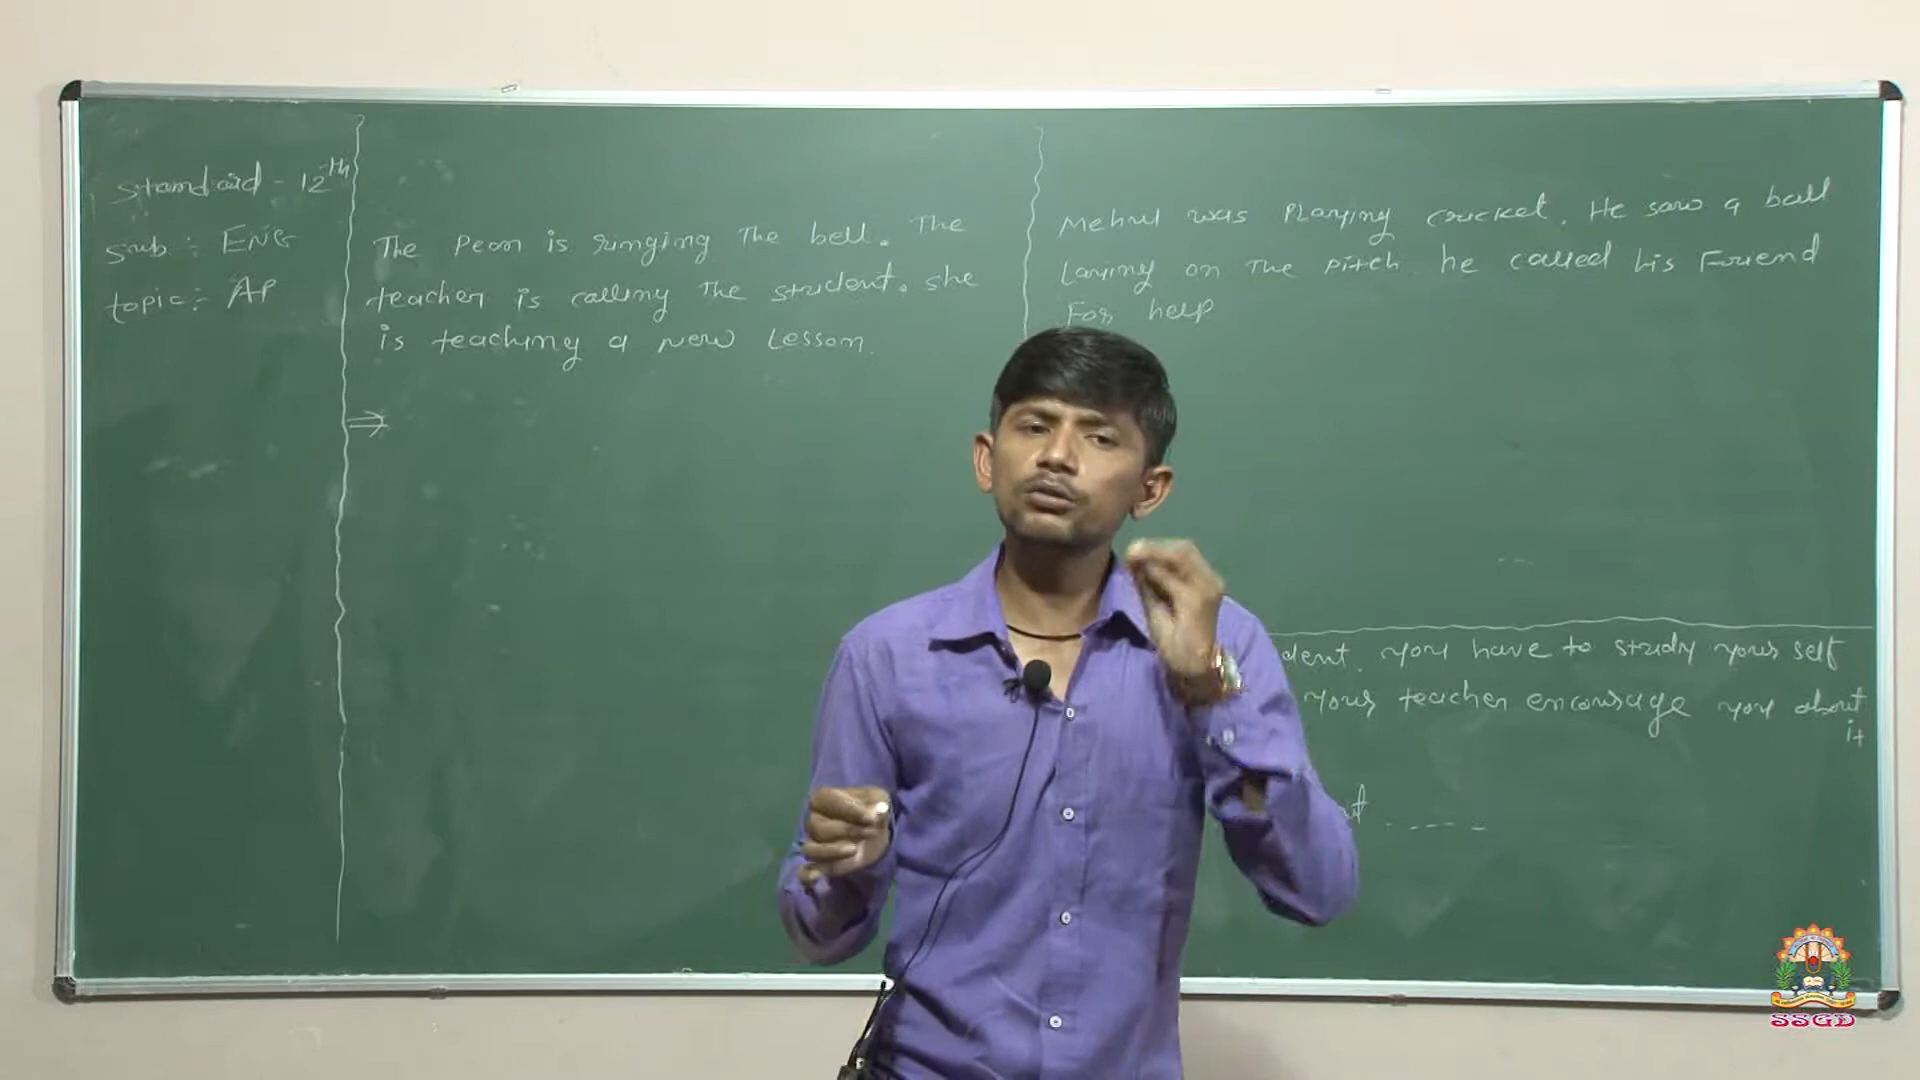 Standard - 12th
Sub : ENG
topic :- AP
The Peon is ringing The bell. The
teacher is calling The student. she
is teaching a new Lesson.
⇒
Mehul was Playing cricket. He saw a ball
Laying on The pitch he called his Friend
For help
dent. you have to study your self
your teacher encourage you about
it
-----
SSGD